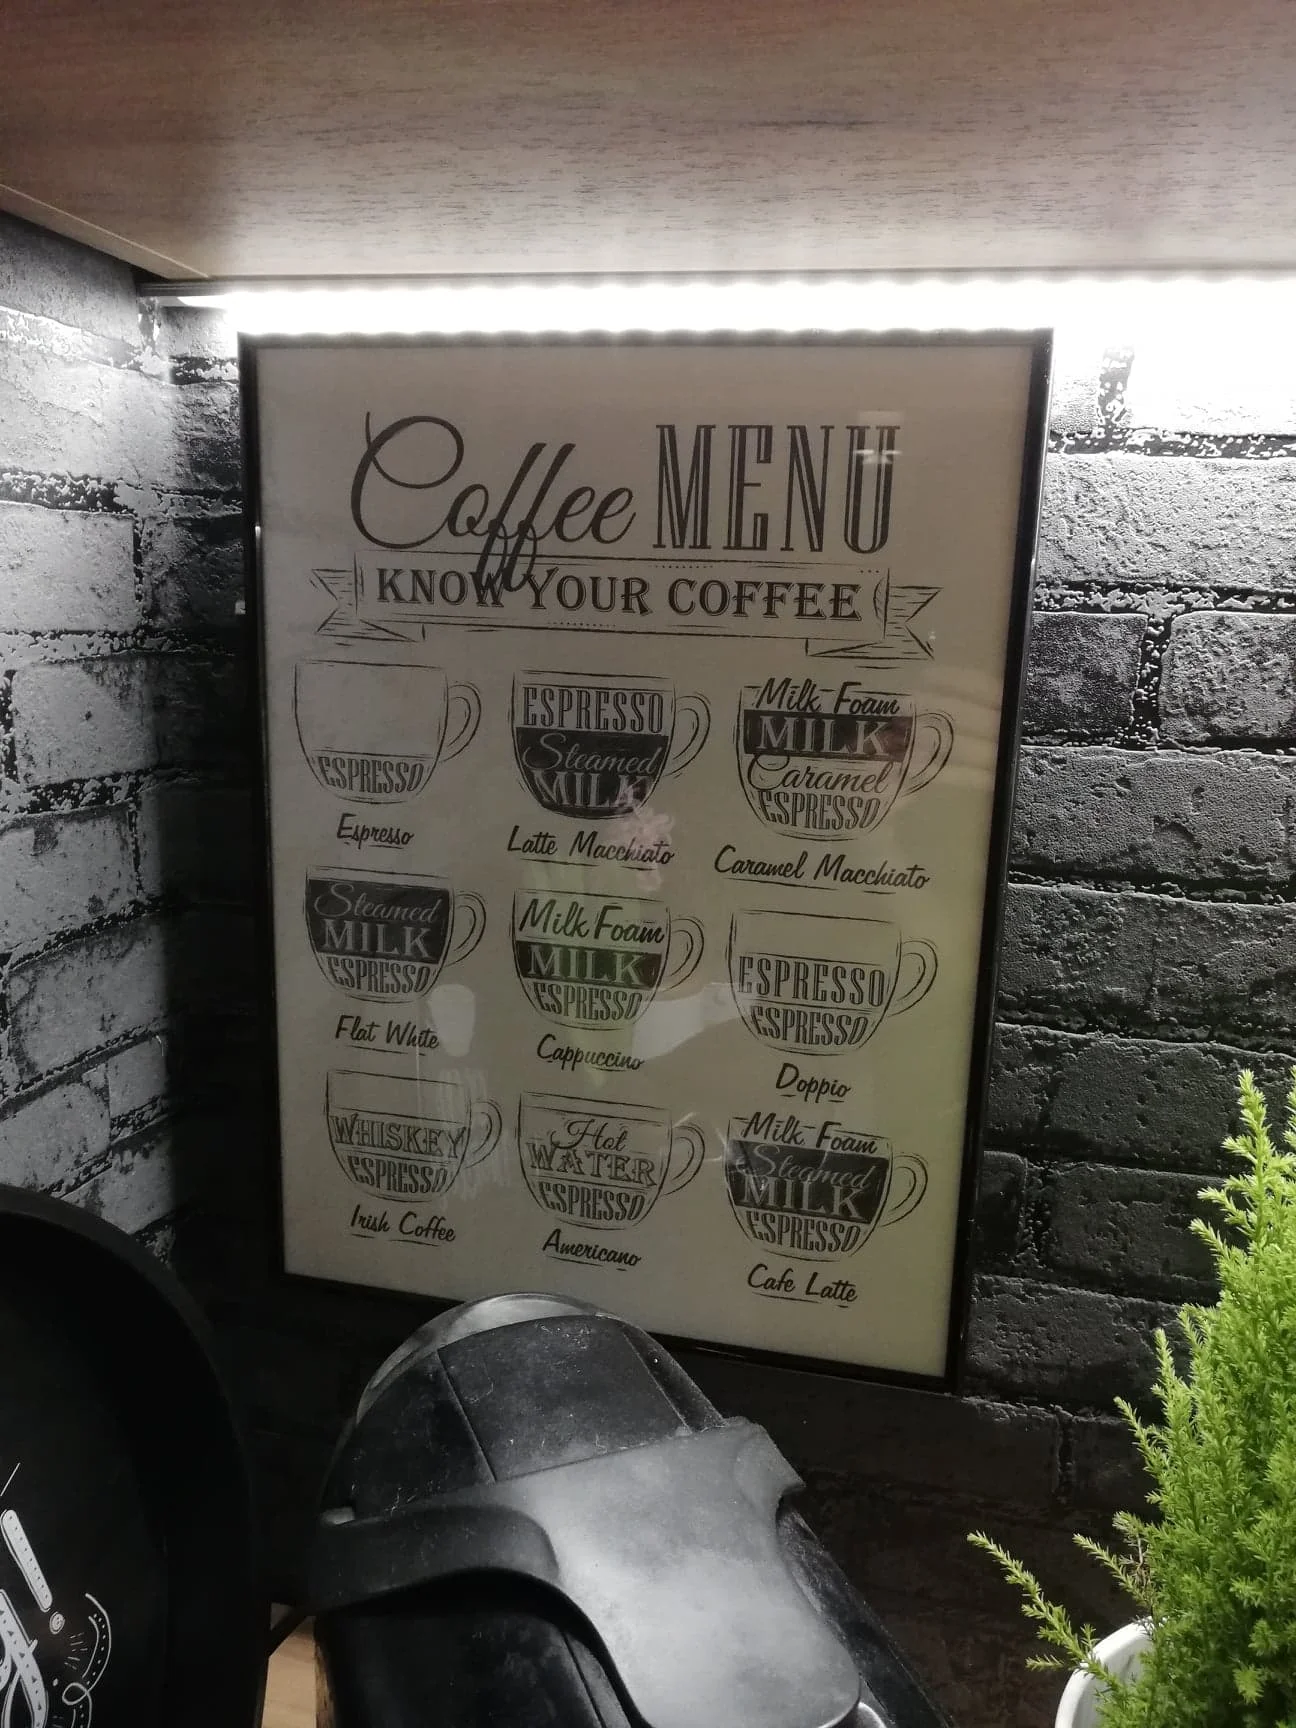 Coffee MENU
KNOW YOUR COFFEE
ESPRESSO
Espresso
ESPRESSO
Steamed
MILK
Latte Macchiato
Milk Foam
MILK
Caramel
ESPRESSO
Caramel Macchiato
Steamed
MILK
ESPRESSO
Flat White
Milk Foam
MILK
ESPRESSO
Cappuccino
ESPRESSO
ESPRESSO
Doppio
WHISKEY
ESPRESSO
Irish Coffee
Hot
WATER
ESPRESSO
Americano
Milk Foam
Steamed
MILK
ESPRESSO
Cafe Latte